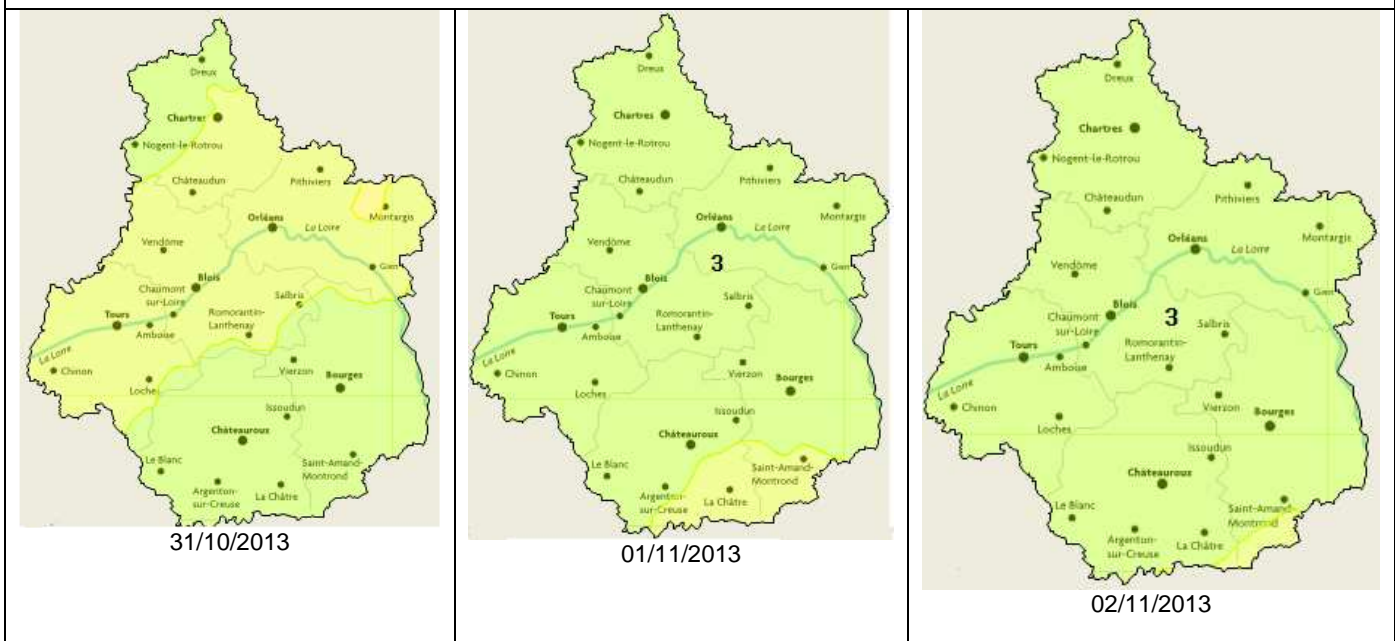 Dreux
Chartres
Nogent-le-Rotrou
Châteaudun
Pithiviers
Montargis
Orléans
La Loire
Vendôme
Gien
Blois
Chaumont
sur-Loire
Salbris
Tours
Amboise
Romorantin-
Lanthenay
La Loire
Chinon
Loches
Vierzon
Bourges
Issoudun
Châteauroux
Le Blanc
Saint-Amand-
Montrond
Argenton-
sur-Creuse
La Châtre
31/10/2013
Dreux
Chartres
Nogent-le-Rotrou
Châteaudun
Pithiviers
Montargis
Orléans
La Loire
Vendôme
3
Gien
Blois
Chaumont
sur-Loire
Salbris
Tours
Amboise
Romorantin-
Lanthenay
La Loire
Chinon
Loches
Vierzon
Bourges
Issoudun
Châteauroux
Le Blanc
Saint-Amand-
Montrond
Argenton-
sur-Creuse
La Châtre
01/11/2013
Dreux
Chartres
Nogent-le-Rotrou
Châteaudun
Pithiviers
Montargis
Orléans
La Loire
Vendôme
Gien
Blois
Chaumont
sur-Loire
3
Salbris
Tours
Amboise
Romorantin-
Lanthenay
La Loire
Chinon
Loches
Vierzon
Bourges
Issoudun
Châteauroux
Le Blanc
Saint-Amand-
Montrond
Argenton-
sur-Creuse
La Châtre
02/11/2013